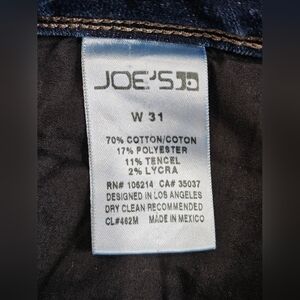 JOE'S
W 31
70% COTTON/COTON
17% POLYESTER
11% TENCEL
2% LYCRA
RN# 106214 CA# 35037
DESIGNED IN LOS ANGELES
DRY CLEAN RECOMMENDED
CL#462M MADE IN MEXICO